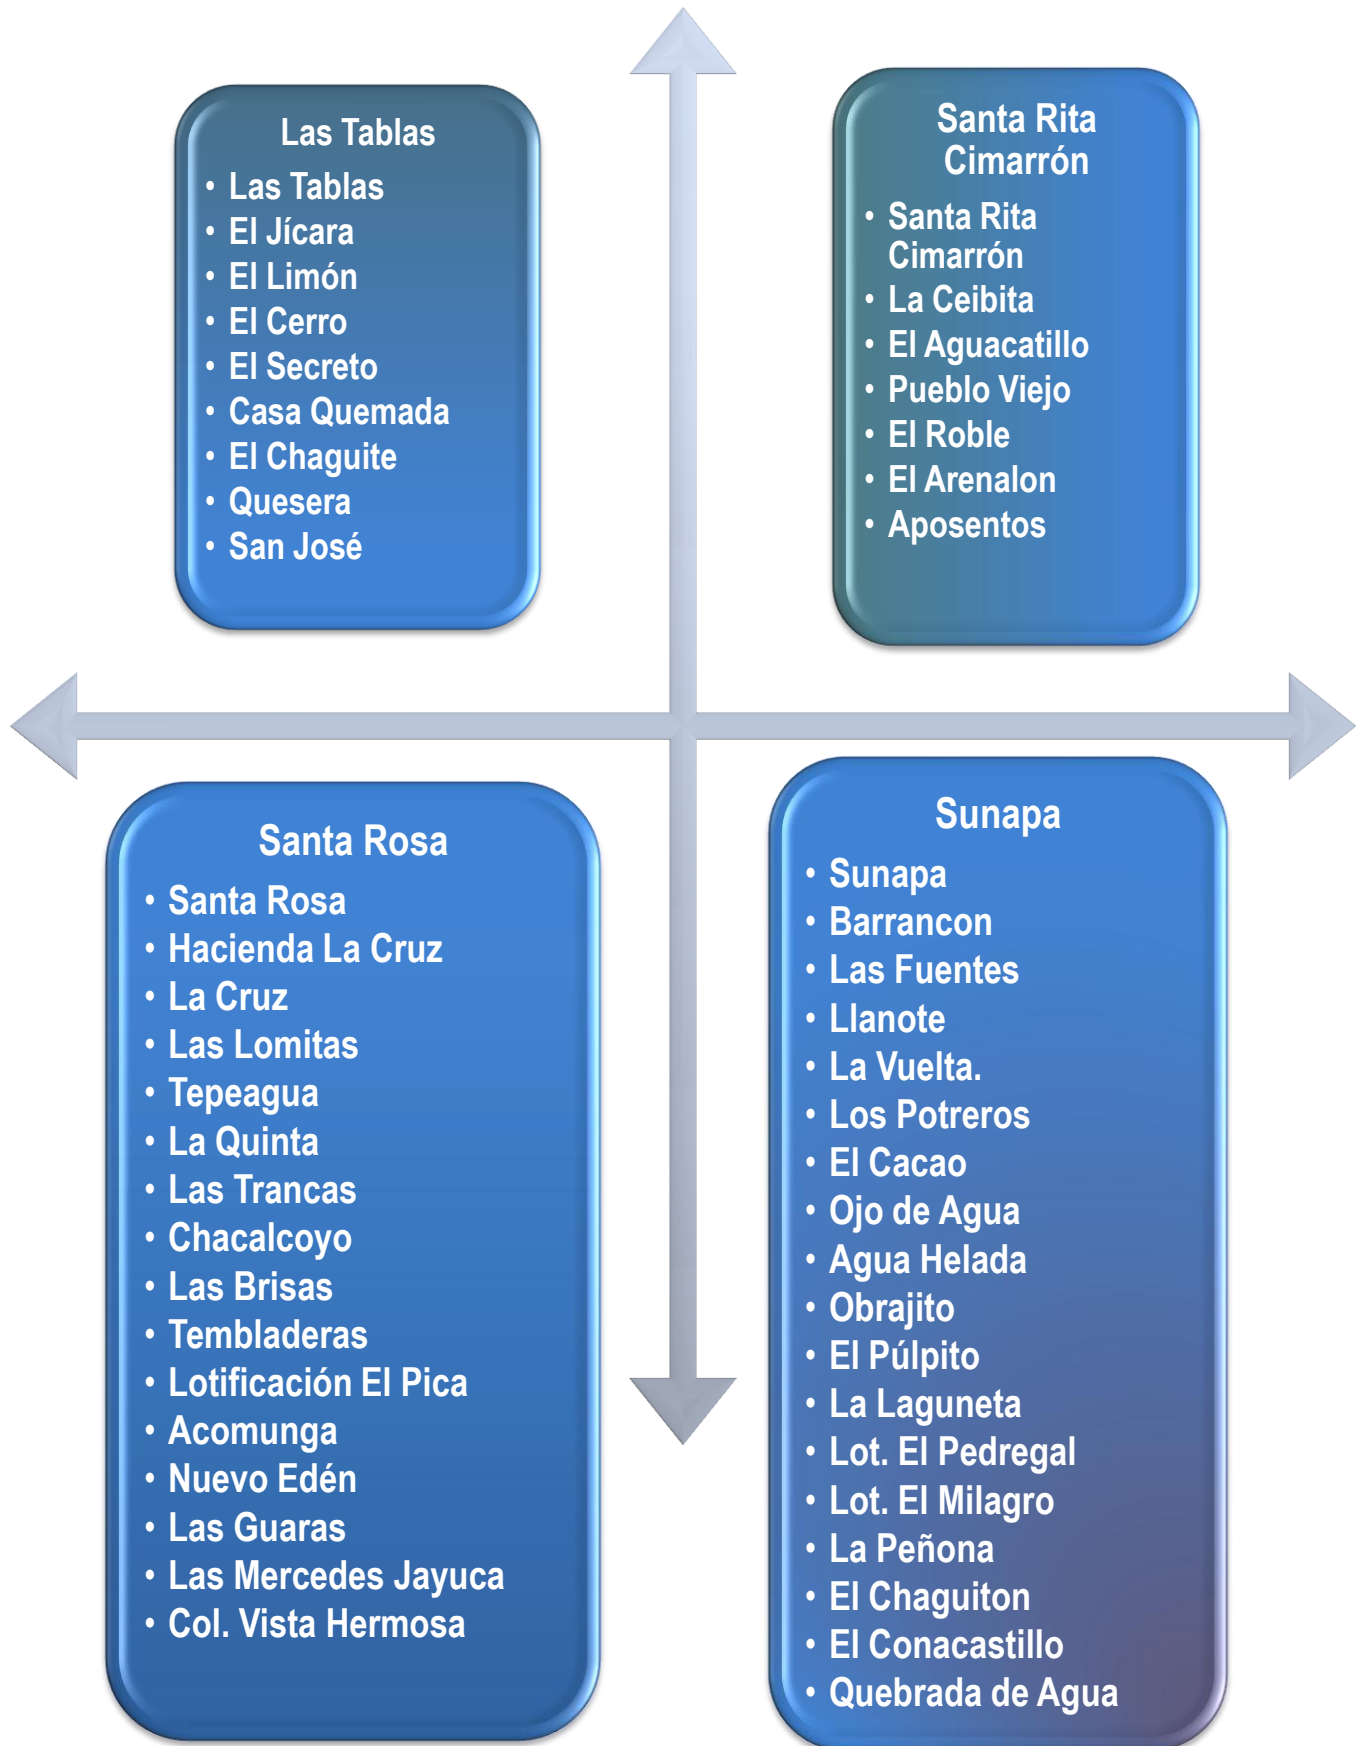 Las Tablas
• Las Tablas
• El Jícara
• El Limón
• El Cerro
• El Secreto
• Casa Quemada
• El Chaguite
• Quesera
• San José
Santa Rita
Cimarrón
• Santa Rita
Cimarrón
• La Ceibita
• El Aguacatillo
• Pueblo Viejo
• El Roble
• El Arenalon
• Aposentos
Santa Rosa
• Santa Rosa
• Hacienda La Cruz
• La Cruz
• Las Lomitas
• Tepeagua
• La Quinta
• Las Trancas
• Chacalcoyo
• Las Brisas
• Tembladeras
• Lotificación El Pica
• Acomunga
• Nuevo Edén
• Las Guaras
• Las Mercedes Jayuca
• Col. Vista Hermosa
Sunapa
• Sunapa
• Barrancon
• Las Fuentes
• Llanote
• La Vuelta.
• Los Potreros
• El Cacao
• Ojo de Agua
• Agua Helada
• Obrajito
• El Púlpito
• La Laguneta
• Lot. El Pedregal
• Lot. El Milagro
• La Peñona
• El Chaguiton
• El Conacastillo
• Quebrada de Agua